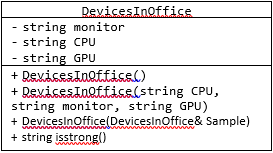 DevicesInOffice
- string monitor
- string CPU
- string GPU
+ DevicesInOffice()
+ DevicesInOffice(string CPU,
string monitor, string GPU)
+ DevicesInOffice(DevicesInOffice& Sample)
+ string isstrong()